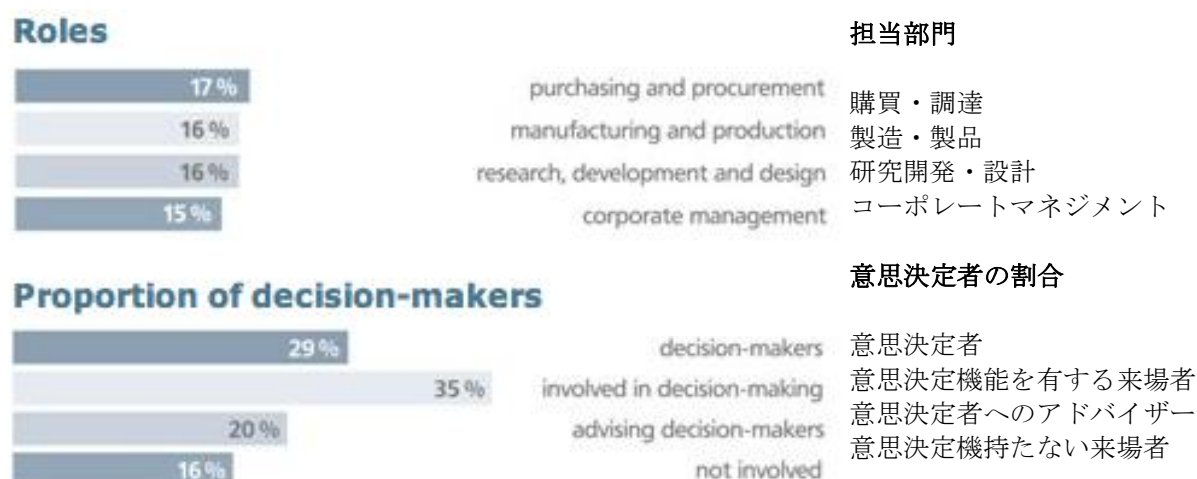 Roles
担当部門
17 % purchasing and procurement 購買・調達
16 % manufacturing and production 製造・製品
16 % research, development and design 研究開発・設計
15 % corporate management コーポレートマネジメント
Proportion of decision-makers
意思決定者の割合
29 % decision-makers 意思決定者
35 % involved in decision-making 意思決定機能を有する来場者
20 % advising decision-makers 意思決定者へのアドバイザー
16 % not involved 意思決定機持たない来場者